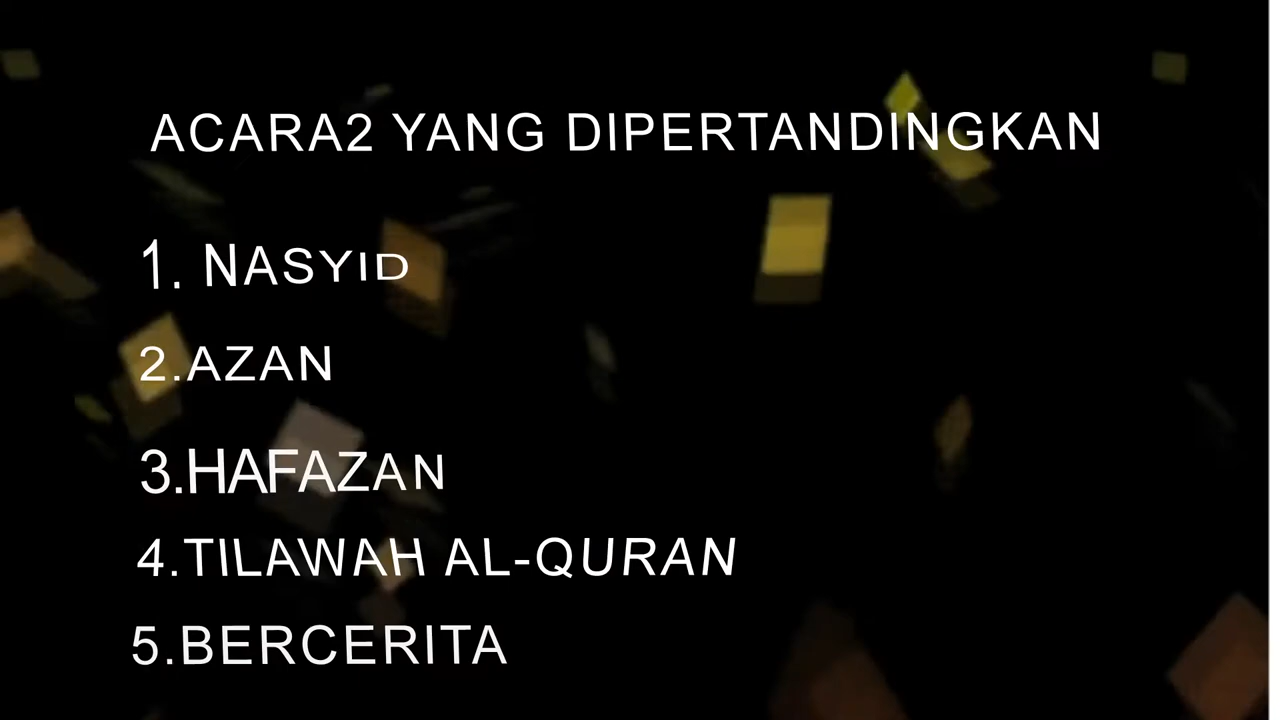 ACARA2 YANG DIPERTANDINGKAN
1. NASYID
2.AZAN
3.HAFAZAN
4.TILAWAH AL-QURAN
5.BERCERITA